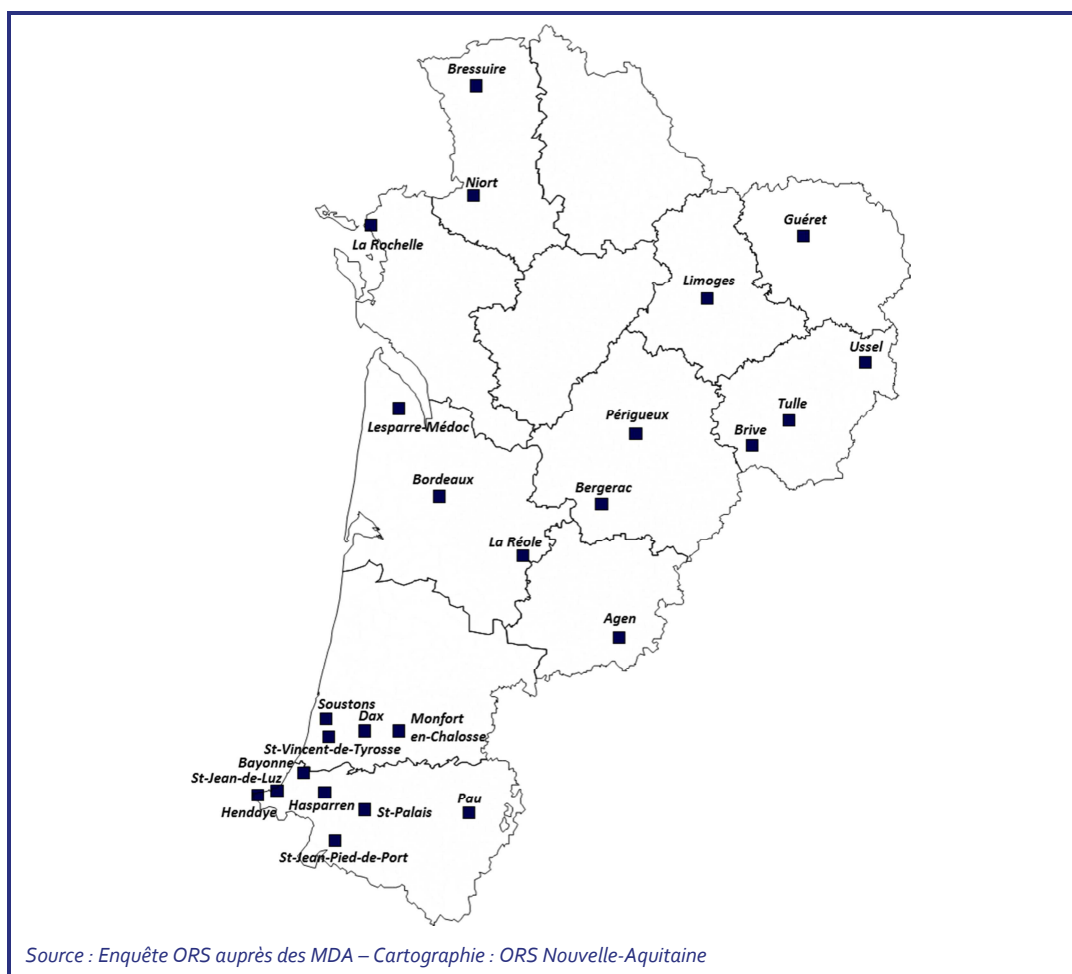 Bressuire
Niort
La Rochelle
Guéret
Limoges
Ussel
Lesparre-Médoc
Périgueux
Tulle
Brive
Bordeaux
Bergerac
La Réole
Agen
Soustons
Dax
Monfort
en-Chalosse
St-Vincent-de-Tyrosse
Bayonne
St-Jean-de-Luz
Hendaye
Hasparren
St-Palais
Pau
St-Jean-Pied-de-Port
Source : Enquête ORS auprès des MDA – Cartographie : ORS Nouvelle-Aquitaine